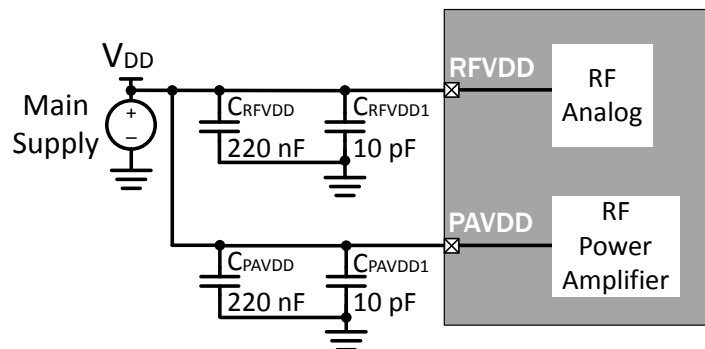 VDD
Main
Supply
+
–
CRFVDD
220 nF
CRFVDD1
10 pF
RFVDD
RF
Analog
CPAVDD
220 nF
CPAVDD1
10 pF
PAVDD
RF
Power
Amplifier